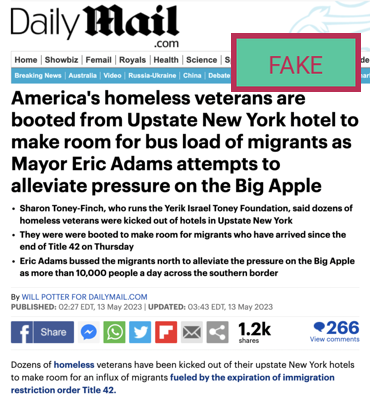 Daily Mail
.com
FAKE
Home | Showbiz | Femail | Royals | Health | Science |
Breaking News | Australia | Video | Russia-Ukraine | China | Debate
America's homeless veterans are
booted from Upstate New York hotel to
make room for bus load of migrants as
Mayor Eric Adams attempts to
alleviate pressure on the Big Apple
• Sharon Toney-Finch, who runs the Yerik Israel Toney Foundation, said dozens of
homeless veterans were kicked out of hotels in Upstate New York
• They were were booted to make room for migrants who have arrived since the
end of Title 42 on Thursday
• Eric Adams bussed the migrants north to alleviate the pressure on the Big Apple
as more than 10,000 people a day across the southern border
By WILL POTTER FOR DAILYMAIL.COM
PUBLISHED: 02:27 EDT, 13 May 2023 | UPDATED: 03:43 EDT, 13 May 2023
f Share
1.2k
shares
266
View comments
Dozens of homeless veterans have been kicked out of their upstate New York hotels
to make room for an influx of migrants fueled by the expiration of immigration
restriction order Title 42.